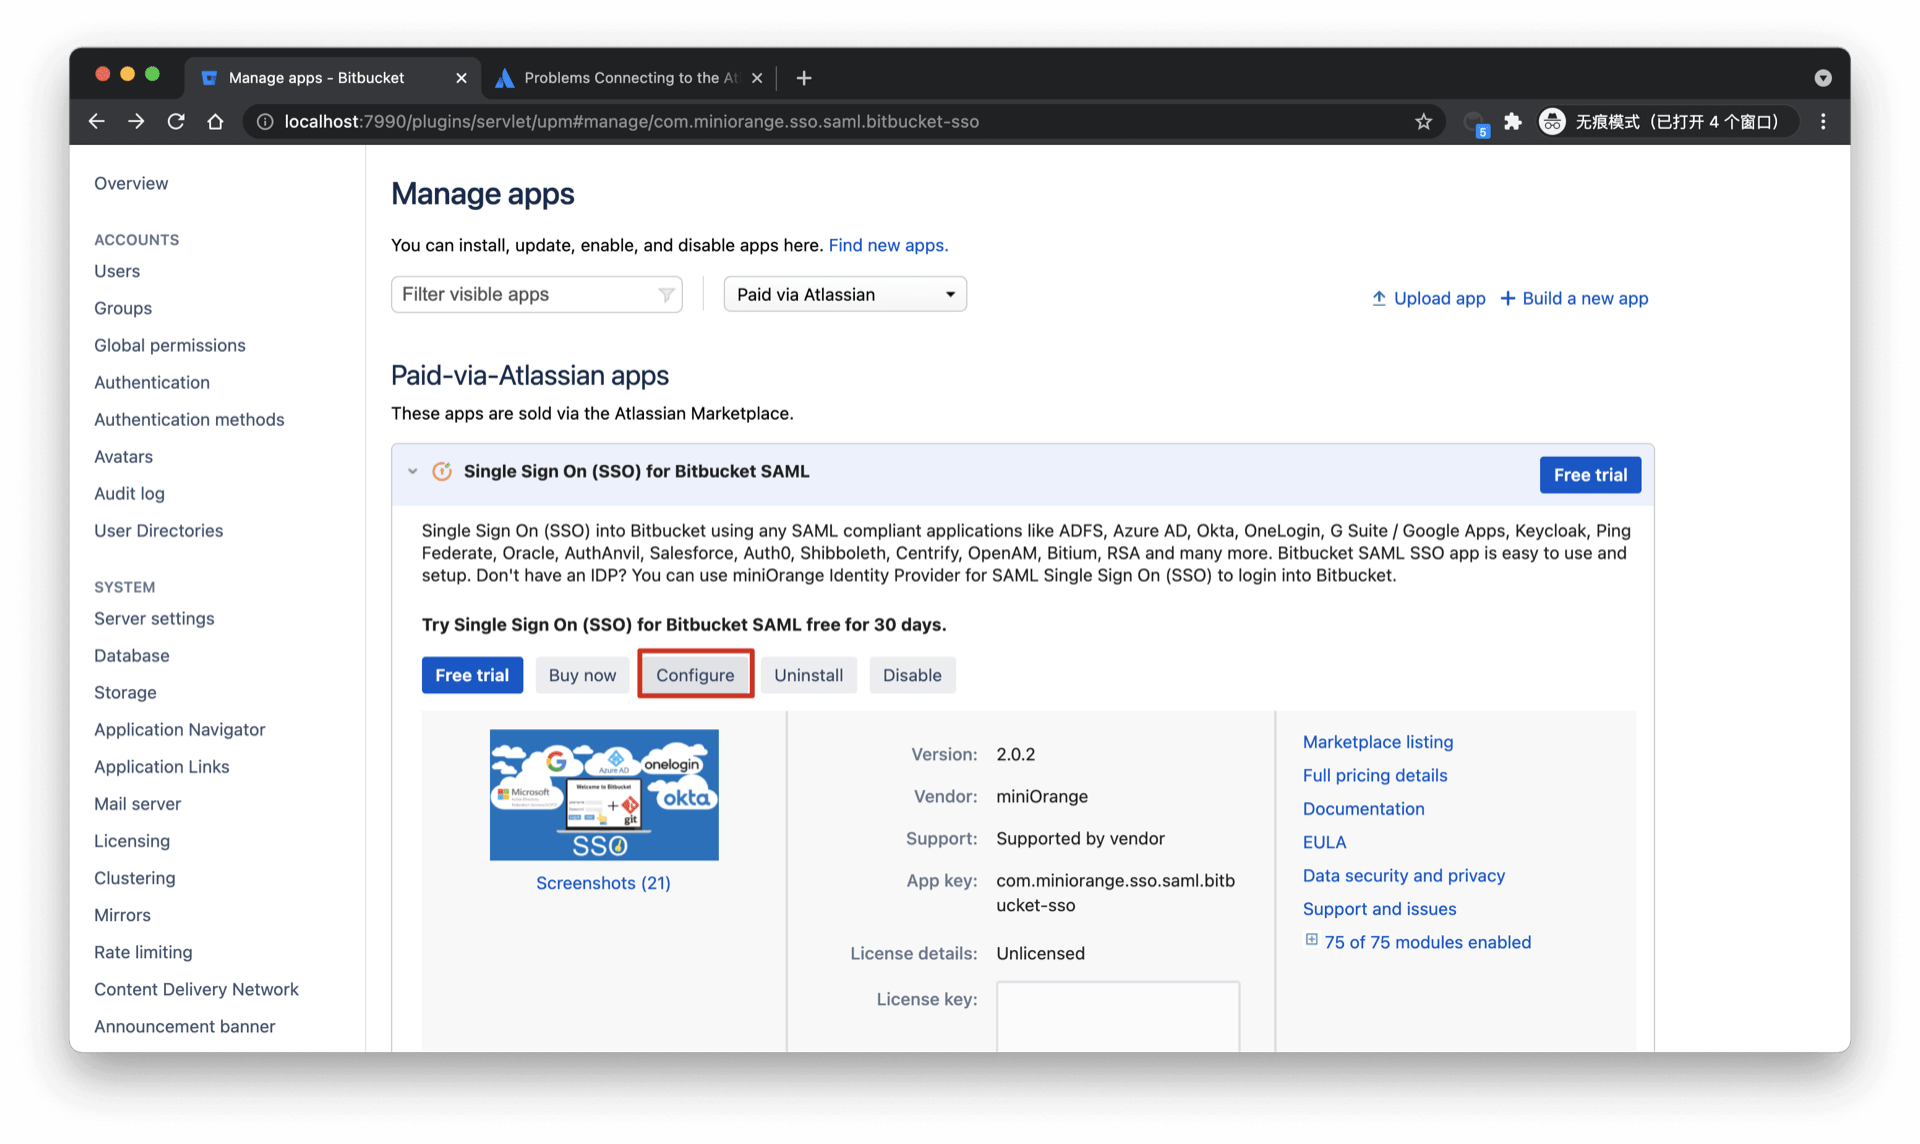 Manage apps - Bitbucket
Problems Connecting to the At
localhost:7990/plugins/servlet/upm#manage/com.miniorange.sso.saml.bitbucket-sso
5
无痕模式（已打开 4 个窗口）
Overview
ACCOUNTS
Users
Groups
Global permissions
Authentication
Authentication methods
Avatars
Audit log
User Directories
SYSTEM
Server settings
Database
Storage
Application Navigator
Application Links
Mail server
Licensing
Clustering
Mirrors
Rate limiting
Content Delivery Network
Announcement banner
Manage apps
You can install, update, enable, and disable apps here. Find new apps.
Filter visible apps
Paid via Atlassian
Upload app
Build a new app
Paid-via-Atlassian apps
These apps are sold via the Atlassian Marketplace.
Single Sign On (SSO) for Bitbucket SAML
Free trial
Single Sign On (SSO) into Bitbucket using any SAML compliant applications like ADFS, Azure AD, Okta, OneLogin, G Suite / Google Apps, Keycloak, Ping
Federate, Oracle, AuthAnvil, Salesforce, Auth0, Shibboleth, Centrify, OpenAM, Bitium, RSA and many more. Bitbucket SAML SSO app is easy to use and
setup. Don't have an IDP? You can use miniOrange Identity Provider for SAML Single Sign On (SSO) to login into Bitbucket.
Try Single Sign On (SSO) for Bitbucket SAML free for 30 days.
Free trial
Buy now
Configure
Uninstall
Disable
G
Azure AD
onelogin
Microsoft
Welcome to Bitbucket
okta
git
SSO
Screenshots (21)
Version: 2.0.2
Vendor: miniOrange
Support: Supported by vendor
App key: com.miniorange.sso.saml.bitb
ucket-sso
License details: Unlicensed
License key:
Marketplace listing
Full pricing details
Documentation
EULA
Data security and privacy
Support and issues
75 of 75 modules enabled